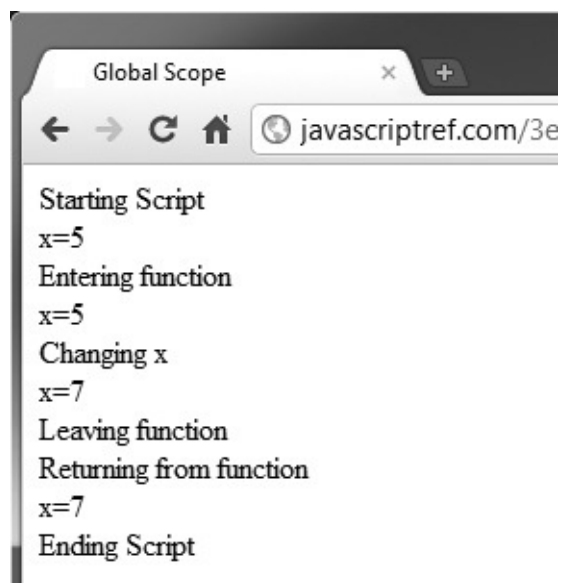 Global Scope
javascriptref.com/3e
Starting Script
x=5
Entering function
x=5
Changing x
x=7
Leaving function
Returning from function
x=7
Ending Script